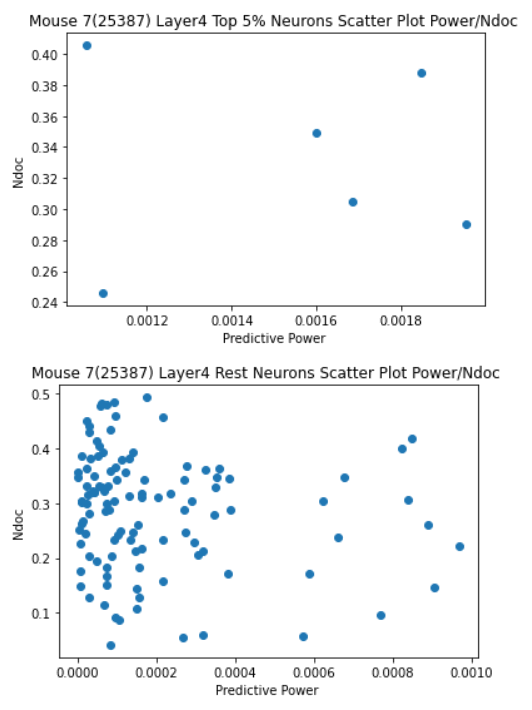 Mouse 7(25387) Layer4 Top 5% Neurons Scatter Plot Power/Ndoc
0.40
0.38
0.36
0.34
0.32
0.30
0.28
0.26
0.24
Ndoc
0.0012 0.0014 0.0016 0.0018
Predictive Power
Mouse 7(25387) Layer4 Rest Neurons Scatter Plot Power/Ndoc
0.5
0.4
0.3
0.2
0.1
Ndoc
0.0000 0.0002 0.0004 0.0006 0.0008 0.0010
Predictive Power